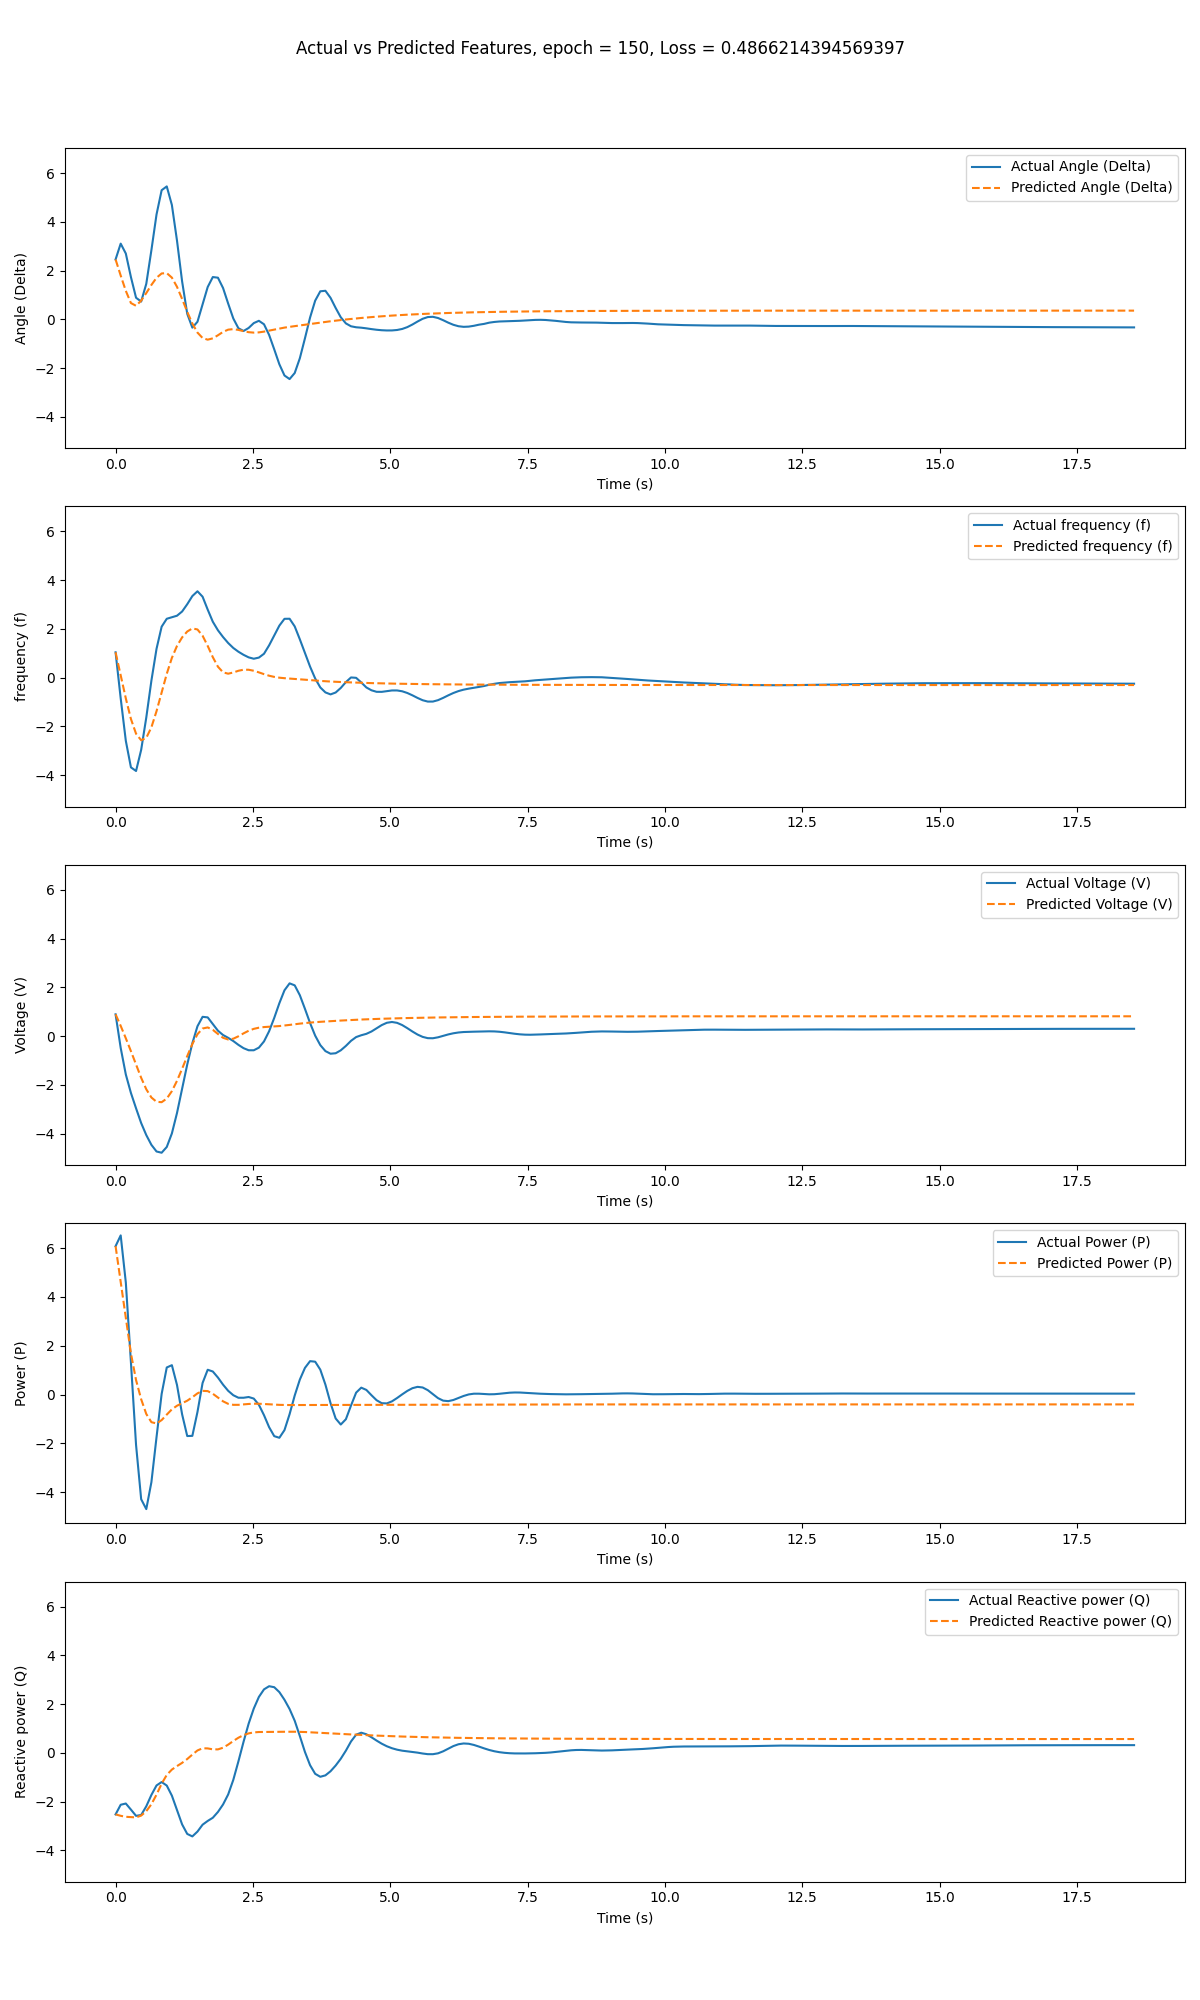 Actual vs Predicted Features, epoch = 150, Loss = 0.4866214394569397
Actual Angle (Delta)
Predicted Angle (Delta)
Angle (Delta)
6
4
2
0
−2
−4
0.0 2.5 5.0 7.5 10.0 12.5 15.0 17.5
Time (s)
Actual frequency (f)
Predicted frequency (f)
frequency (f)
6
4
2
0
−2
−4
0.0 2.5 5.0 7.5 10.0 12.5 15.0 17.5
Time (s)
Actual Voltage (V)
Predicted Voltage (V)
Voltage (V)
6
4
2
0
−2
−4
0.0 2.5 5.0 7.5 10.0 12.5 15.0 17.5
Time (s)
Actual Power (P)
Predicted Power (P)
Power (P)
6
4
2
0
−2
−4
0.0 2.5 5.0 7.5 10.0 12.5 15.0 17.5
Time (s)
Actual Reactive power (Q)
Predicted Reactive power (Q)
Reactive power (Q)
6
4
2
0
−2
−4
0.0 2.5 5.0 7.5 10.0 12.5 15.0 17.5
Time (s)